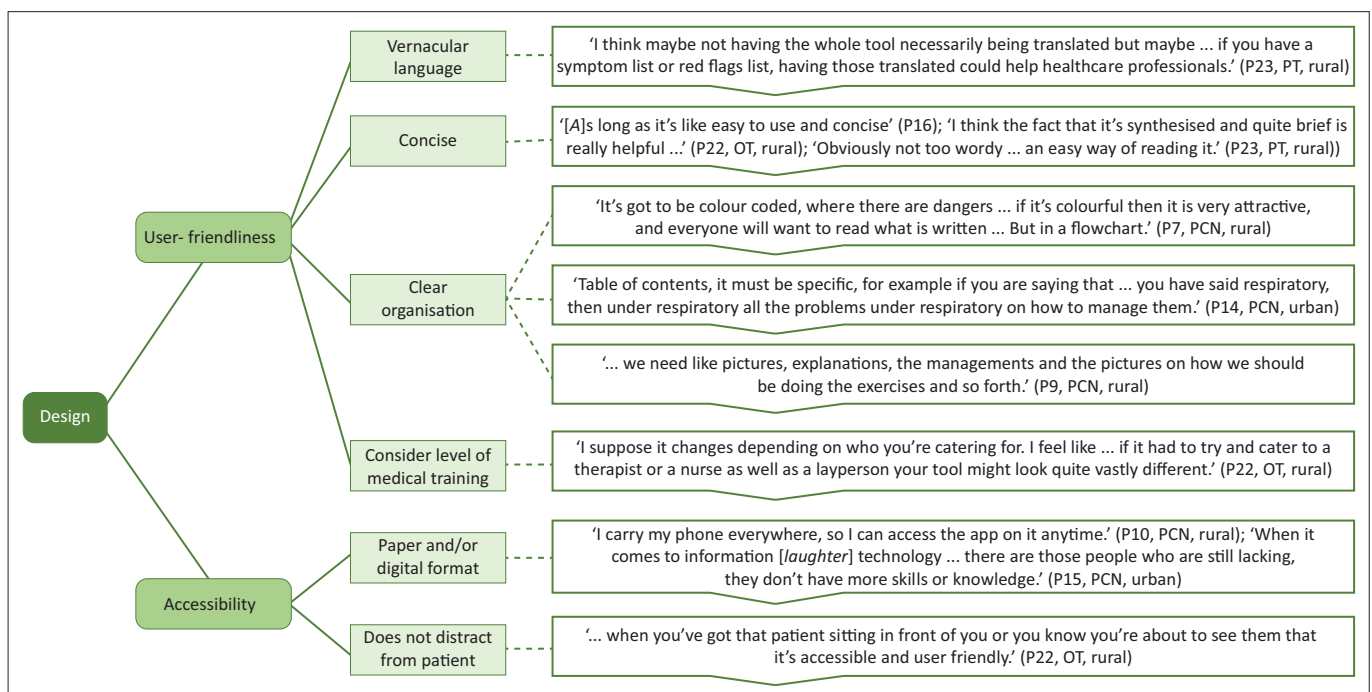 Design
User- friendliness
Accessibility
Vernacular
language
Concise
Clear
organisation
Consider level of
medical training
Paper and/or
digital format
Does not distract
from patient
‘I think maybe not having the whole tool necessarily being translated but maybe ... if you have a
symptom list or red flags list, having those translated could help healthcare professionals.’ (P23, PT, rural)
‘[A]s long as it’s like easy to use and concise’ (P16); ‘I think the fact that it’s synthesised and quite brief is
really helpful ...’ (P22, OT, rural); ‘Obviously not too wordy ... an easy way of reading it.’ (P23, PT, rural))
‘It’s got to be colour coded, where there are dangers ... if it’s colourful then it is very attractive,
and everyone will want to read what is written ... But in a flowchart.’ (P7, PCN, rural)
‘Table of contents, it must be specific, for example if you are saying that ... you have said respiratory,
then under respiratory all the problems under respiratory on how to manage them.’ (P14, PCN, urban)
‘... we need like pictures, explanations, the managements and the pictures on how we should
be doing the exercises and so forth.’ (P9, PCN, rural)
‘I suppose it changes depending on who you’re catering for. I feel like ... if it had to try and cater to a
therapist or a nurse as well as a layperson your tool might look quite vastly different.’ (P22, OT, rural)
‘I carry my phone everywhere, so I can access the app on it anytime.’ (P10, PCN, rural); ‘When it
comes to information [laughter] technology ... there are those people who are still lacking,
they don’t have more skills or knowledge.’ (P15, PCN, urban)
‘... when you’ve got that patient sitting in front of you or you know you’re about to see them that
it’s accessible and user friendly.’ (P22, OT, rural)